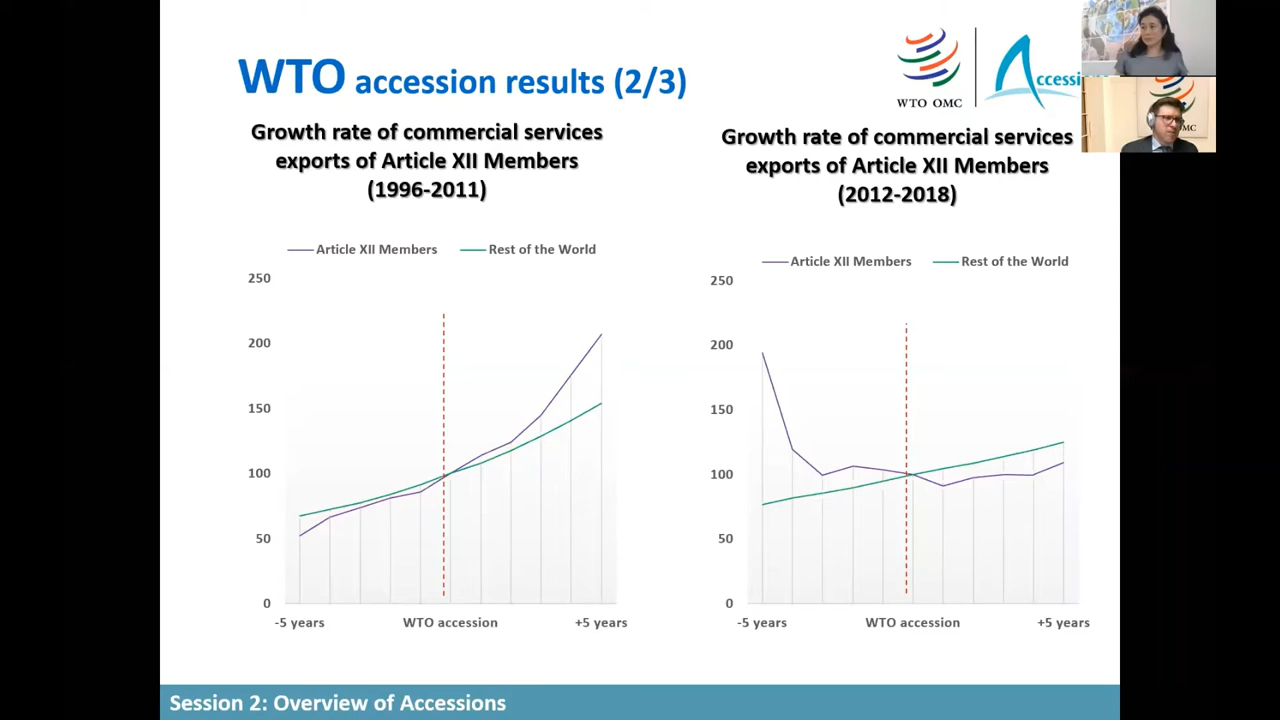 WTO accession results (2/3)
WTO OMC
Accessi
OMC
Growth rate of commercial services
exports of Article XII Members
(1996-2011)
Article XII Members
Rest of the World
250
200
150
100
50
0
-5 years
WTO accession
+5 years
Growth rate of commercial services
exports of Article XII Members
(2012-2018)
Article XII Members
Rest of the World
250
200
150
100
50
0
-5 years
WTO accession
+5 years
Session 2: Overview of Accessions